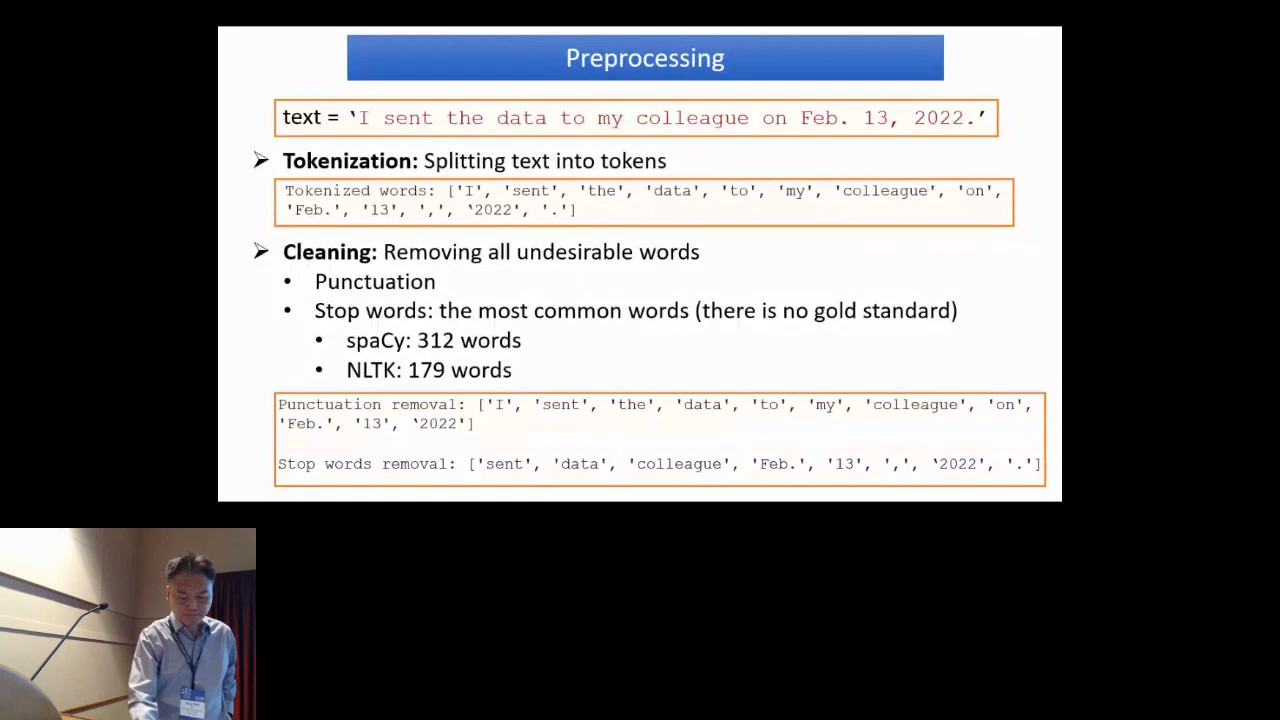 Preprocessing
text = ‘I sent the data to my colleague on Feb. 13, 2022.’
➢ Tokenization: Splitting text into tokens
Tokenized words: ['I', 'sent', 'the', 'data', 'to', 'my', 'colleague', 'on',
'Feb.', '13', ',', ‘2022', '.']
➢ Cleaning: Removing all undesirable words
• Punctuation
• Stop words: the most common words (there is no gold standard)
• spaCy: 312 words
• NLTK: 179 words
Punctuation removal: ['I', 'sent', 'the', 'data', 'to', 'my', 'colleague', 'on',
'Feb.', '13', ‘2022']
Stop words removal: ['sent', 'data', 'colleague', 'Feb.', '13', ',', ‘2022', '.']